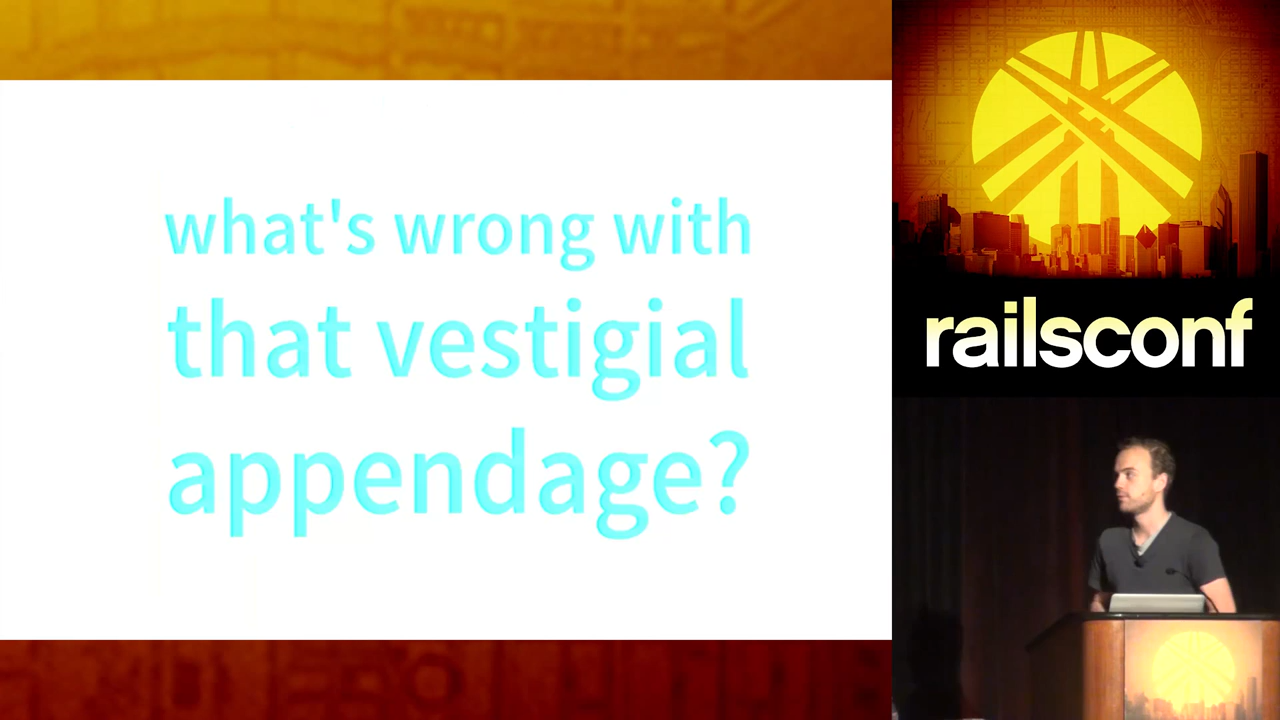 what's wrong with
that vestigial
appendage?
railsconf